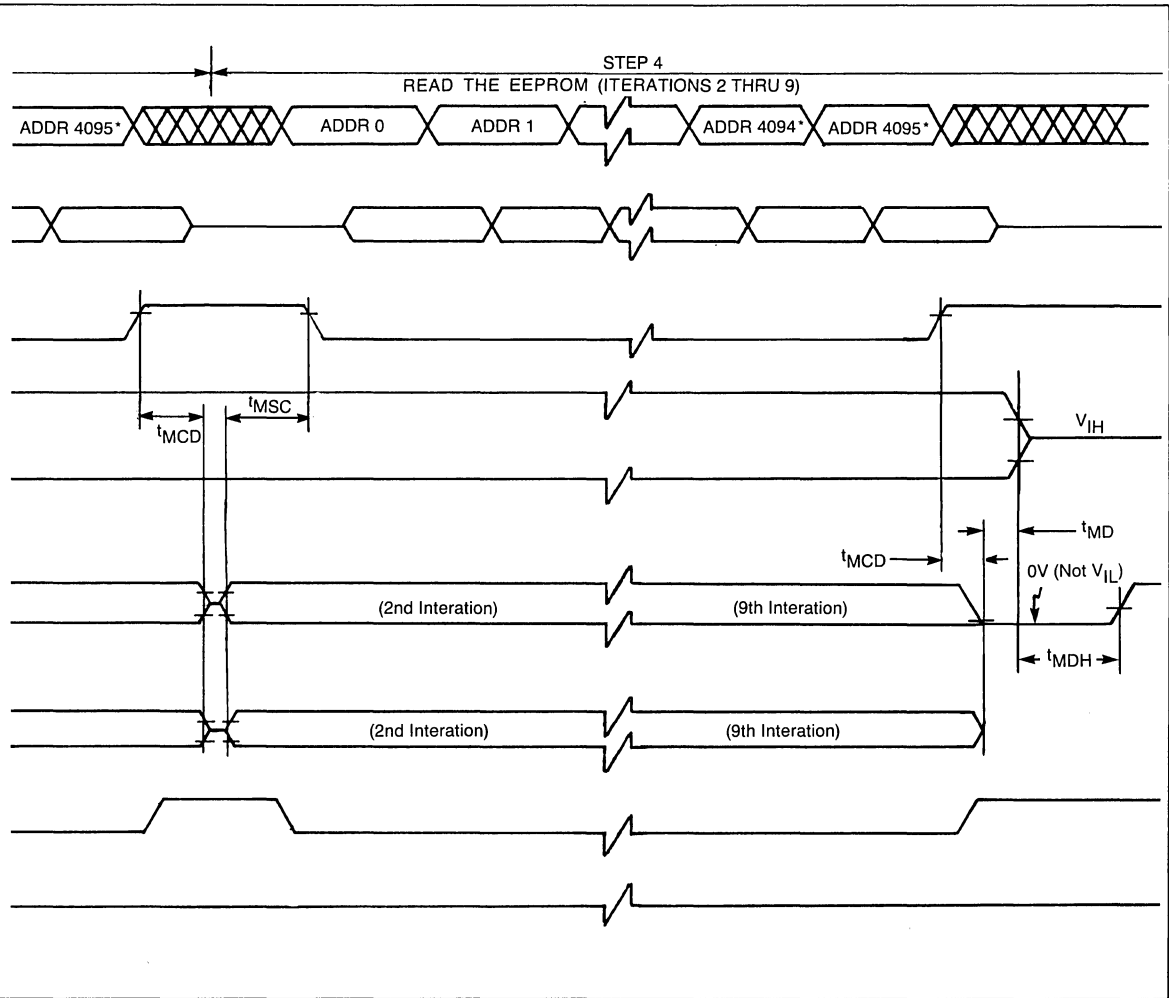 STEP 4
READ THE EEPROM (ITERATIONS 2 THRU 9)
ADDR 4095*
ADDR 0
ADDR 1
ADDR 4094*
ADDR 4095*
tMSC
tMCD
VIH
tMD
tMCD
0V (Not VIL)
(2nd Interation)
(9th Interation)
tMDH
(2nd Interation)
(9th Interation)